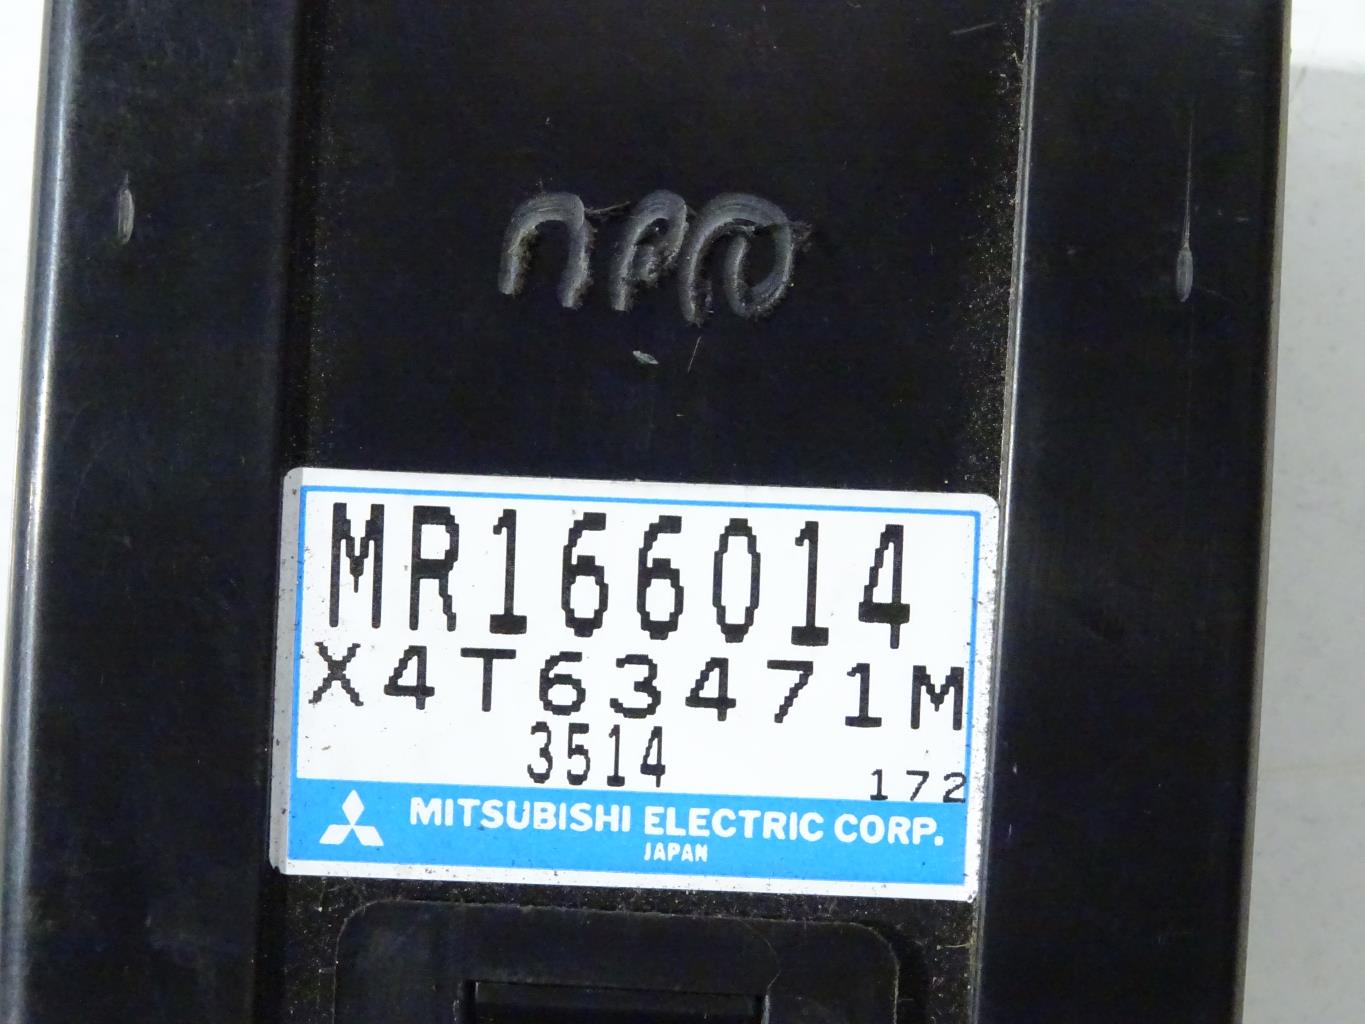 MR166014
X4T63471M
3514
172
MITSUBISHI ELECTRIC CORP.
JAPAN